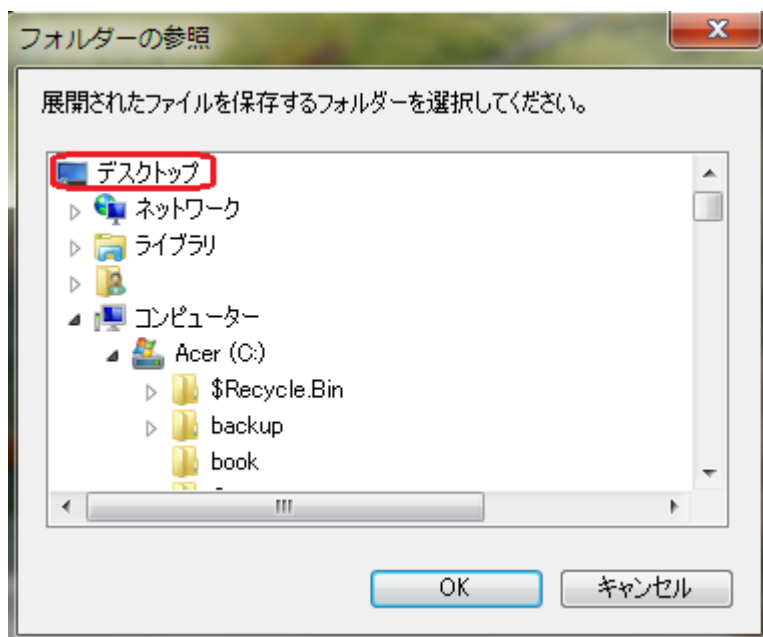 フォルダーの参照
展開されたファイルを保存するフォルダーを選択してください。
デスクトップ
ネットワーク
ライブラリ
コンピューター
Acer (C:)
$Recycle.Bin
backup
book
OK
キャンセル